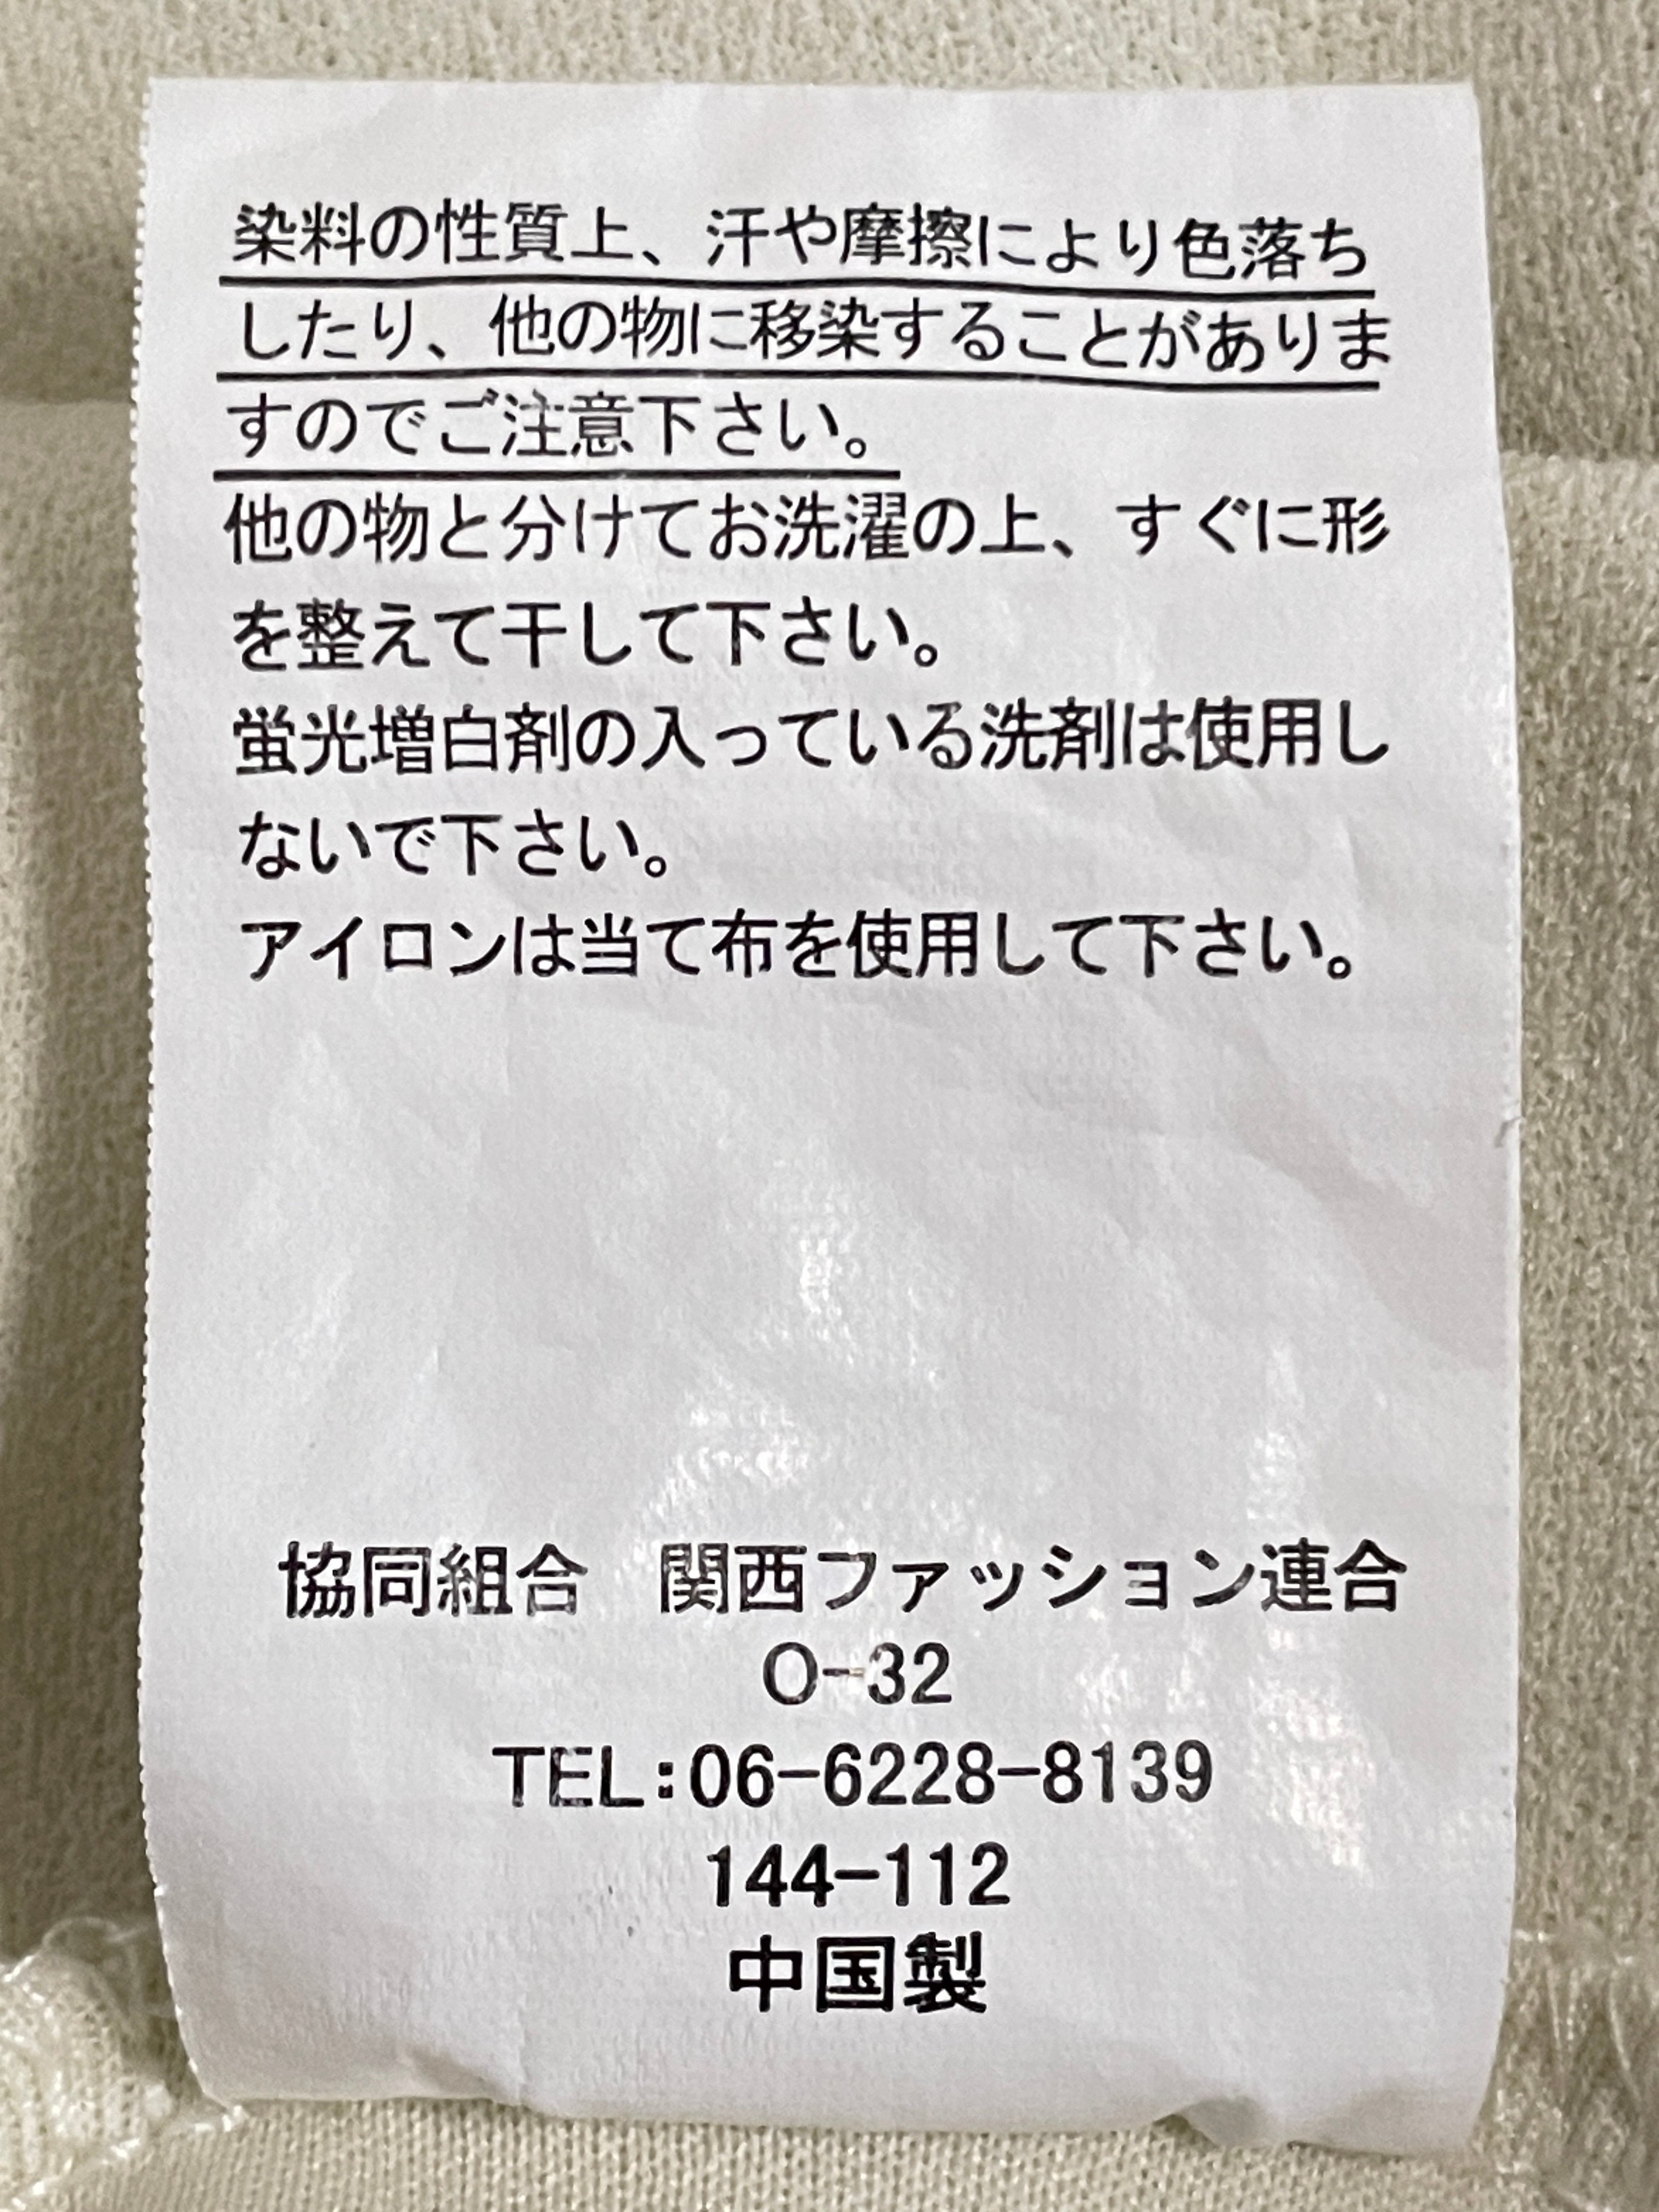 染料の性質上、汗や摩擦により色落ち
したり、他の物に移染することがありま
すのでご注意下さい。
他の物と分けてお洗濯の上、すぐに形
を整えて干して下さい。
蛍光増白剤の入っている洗剤は使用し
ないで下さい。
アイロンは当て布を使用して下さい。
協同組合　関西ファッション連合
O-32
TEL:06-6228-8139
144-112
中国製